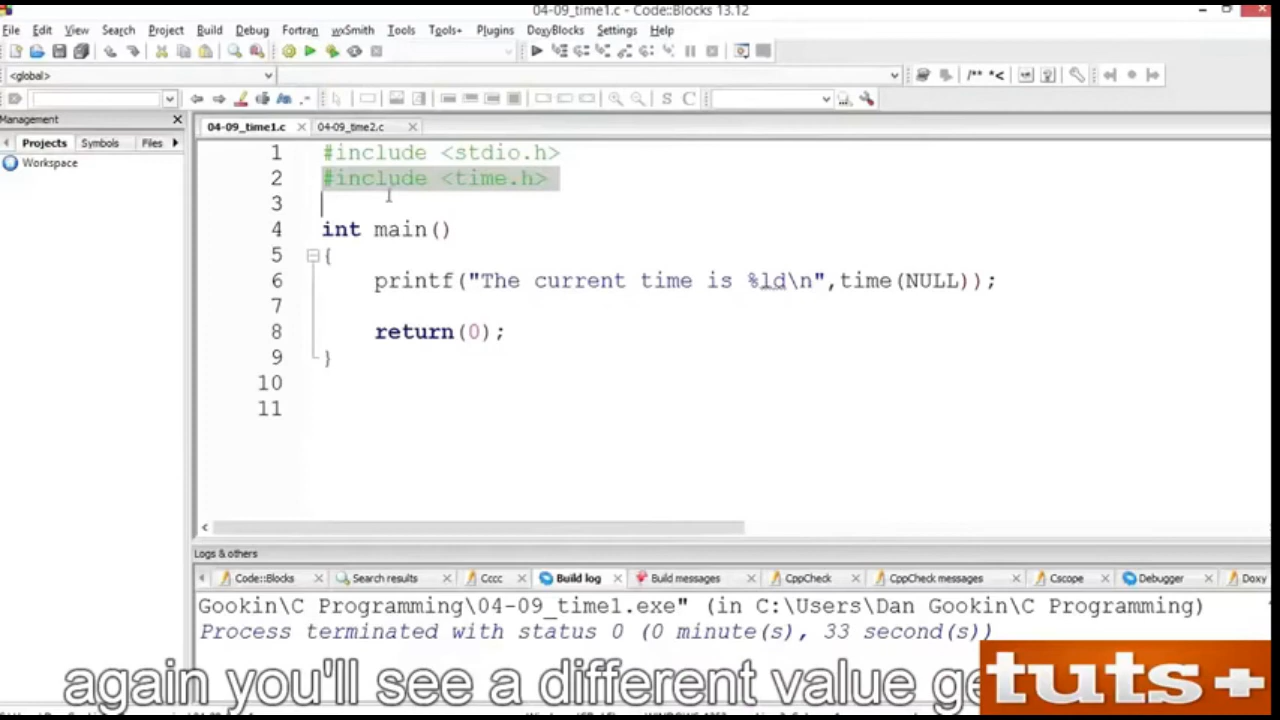 04-09_time1.c - Code::Blocks 13.12
File Edit View Search Project Build Debug Fortran wxSmith Tools Tools+ Plugins DoxyBlocks Settings Help
<global> /** *<
S C
Management
04-09_time1.c 04-09_time2.c
Projects Symbols Files
Workspace
1 #include <stdio.h>
2 #include <time.h>
3
4 int main()
5 {
6 printf("The current time is %ld\n",time(NULL));
7
8 return(0);
9 }
10
11
Logs & others
Code::Blocks Search results Cccc Build log Build messages CppCheck CppCheck messages Cscope Debugger Doxy
Gookin\C Programming\04-09_time1.exe" (in C:\Users\Dan Gookin\C Programming)
Process terminated with status 0 (0 minute(s), 33 second(s))
again you'll see a different value ge
tuts+